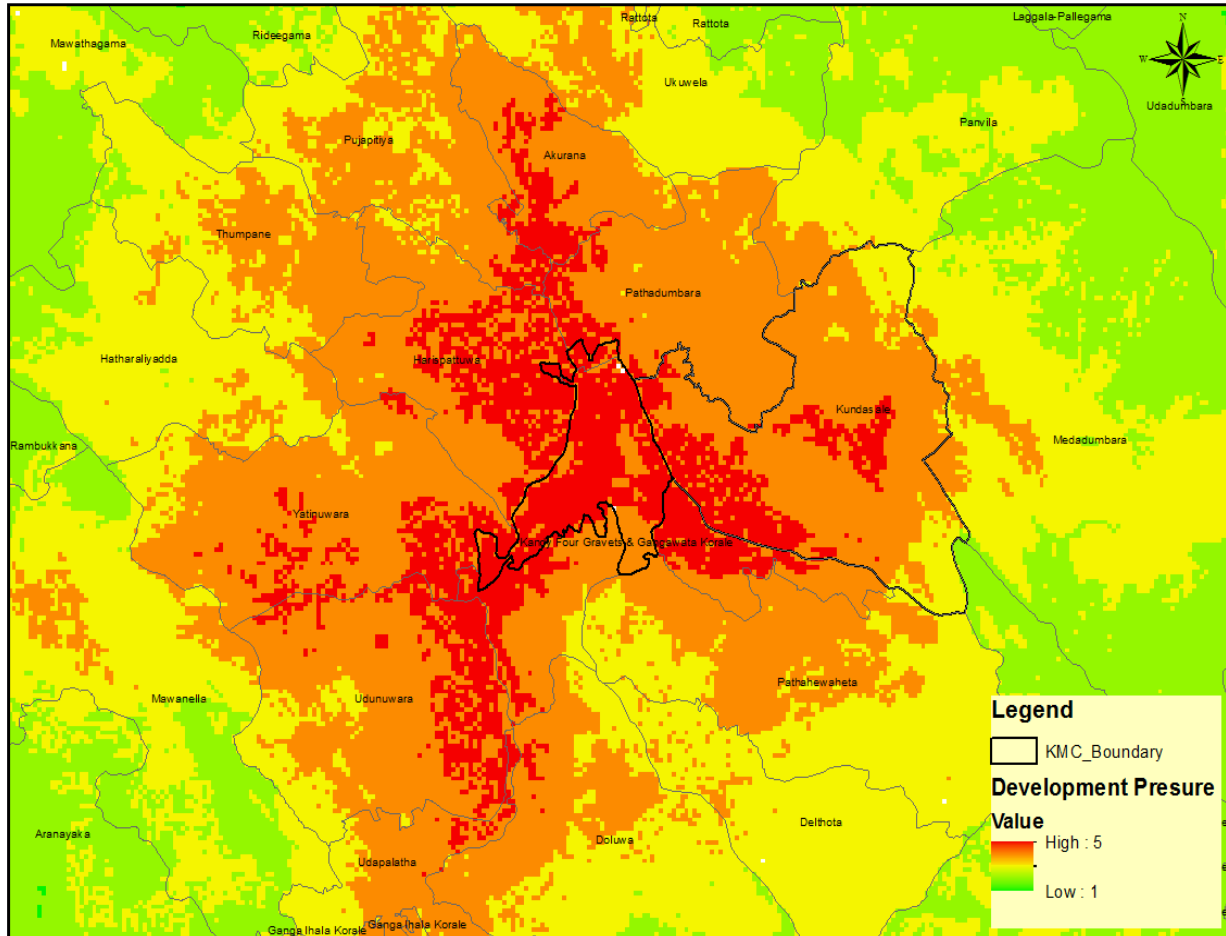 Rattota
Rattota
Laggala-Pallegama
Mawathagama
Rideegama
N
W
E
S
Ukuwela
Udadumbara
Panvila
Pujapitiya
Akurana
Thumpane
Pathadumbara
Hatharaliyadda
Harispattuwa
Kundasale
Rambukkana
Medadumbara
Yatinuwara
Kandy Four Gravets & Gangawata Korale
Pathahewaheta
Mawanella
Udunuwara
Legend
KMC_Boundary
Development Presure
Value
High : 5
Low : 1
Delthota
Aranayaka
Doluwa
Udapalatha
Ganga Ihala Korale
Ganga Ihala Korale